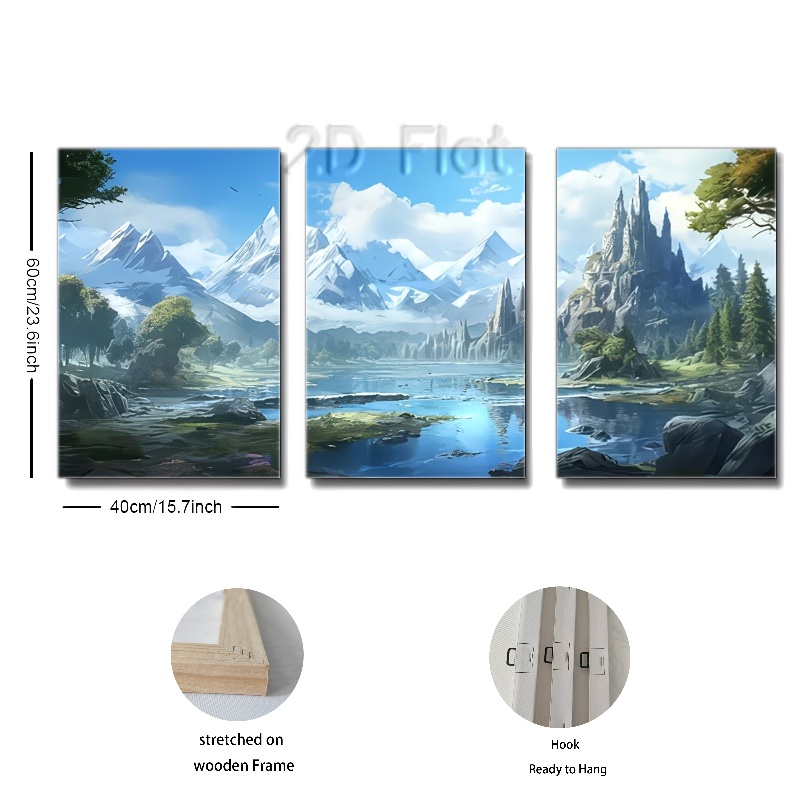 2D Flat
60cm/23.6inch
40cm/15.7inch
stretched on
wooden Frame
Hook
Ready to Hang